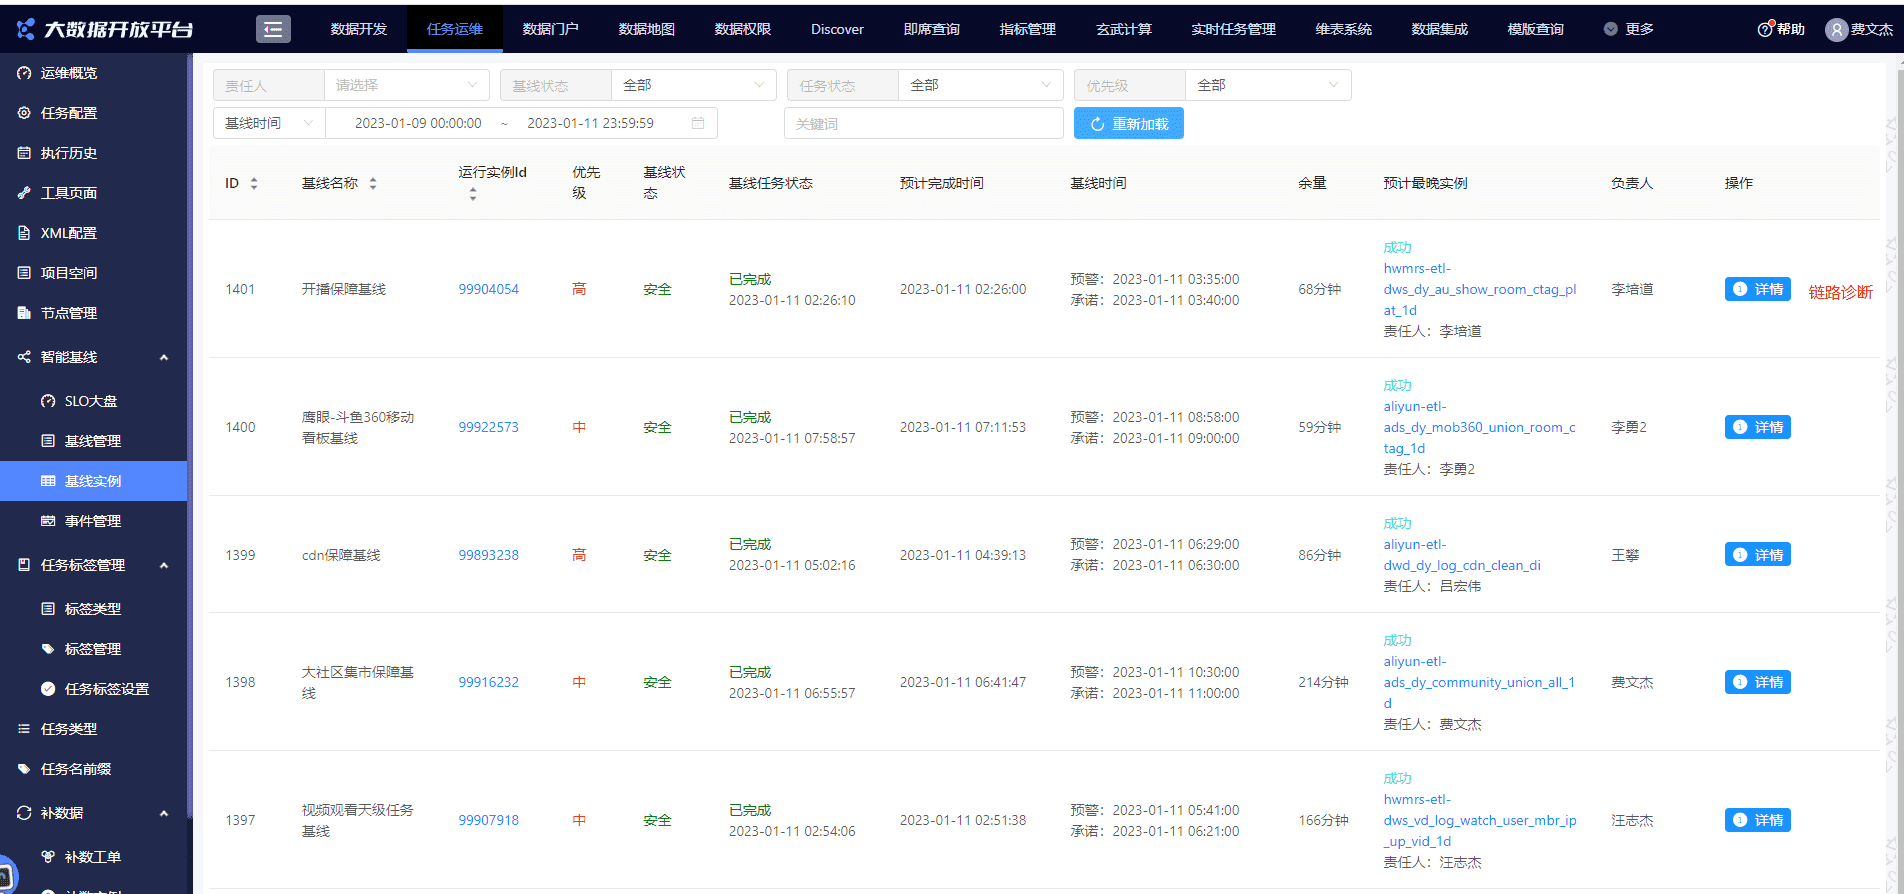 大数据开放平台
数据开发 任务运维 数据门户 数据地图 数据权限 Discover 即席查询 指标管理 玄武计算 实时任务管理 维表系统 数据集成 模版查询 更多 帮助 费文杰
运维概览
任务配置
执行历史
工具页面
XML配置
项目空间
节点管理
智能基线
SLO大盘
基线管理
基线实例
事件管理
任务标签管理
标签类型
标签管理
任务标签设置
任务类型
任务名前缀
补数据
补数工单
责任人 请选择 基线状态 全部 任务状态 全部 优先级 全部
基线时间 2023-01-09 00:00:00 ~ 2023-01-11 23:59:59 关键词 重新加载
ID 基线名称 运行实例Id 优先级 基线状态 基线任务状态 预计完成时间 基线时间 余量 预计最晚实例 负责人 操作
1401 开播保障基线 99904054 高 安全
已完成
2023-01-11 02:26:10
2023-01-11 02:26:00
预警：2023-01-11 03:35:00
承诺：2023-01-11 03:40:00
68分钟
成功
hwmrs-etl-
dws_dy_au_show_room_ctag_pl
at_1d
责任人：李培道
李培道
详情 链路诊断
1400
鹰眼-斗鱼360移动
看板基线
99922573 中 安全
已完成
2023-01-11 07:58:57
2023-01-11 07:11:53
预警：2023-01-11 08:58:00
承诺：2023-01-11 09:00:00
59分钟
成功
aliyun-etl-
ads_dy_mob360_union_room_c
tag_1d
责任人：李勇2
李勇2
详情
1399 cdn保障基线 99893238 高 安全
已完成
2023-01-11 05:02:16
2023-01-11 04:39:13
预警：2023-01-11 06:29:00
承诺：2023-01-11 06:30:00
86分钟
成功
aliyun-etl-
dwd_dy_log_cdn_clean_di
责任人：吕宏伟
王攀
详情
1398
大社区集市保障基
线
99916232 中 安全
已完成
2023-01-11 06:55:57
2023-01-11 06:41:47
预警：2023-01-11 10:30:00
承诺：2023-01-11 11:00:00
214分钟
成功
aliyun-etl-
ads_dy_community_union_all_1
d
责任人：费文杰
费文杰
详情
1397
视频观看天级任务
基线
99907918 中 安全
已完成
2023-01-11 02:54:06
2023-01-11 02:51:38
预警：2023-01-11 05:41:00
承诺：2023-01-11 06:21:00
166分钟
成功
hwmrs-etl-
dws_vd_log_watch_user_mbr_ip
_up_vid_1d
责任人：汪志杰
汪志杰
详情